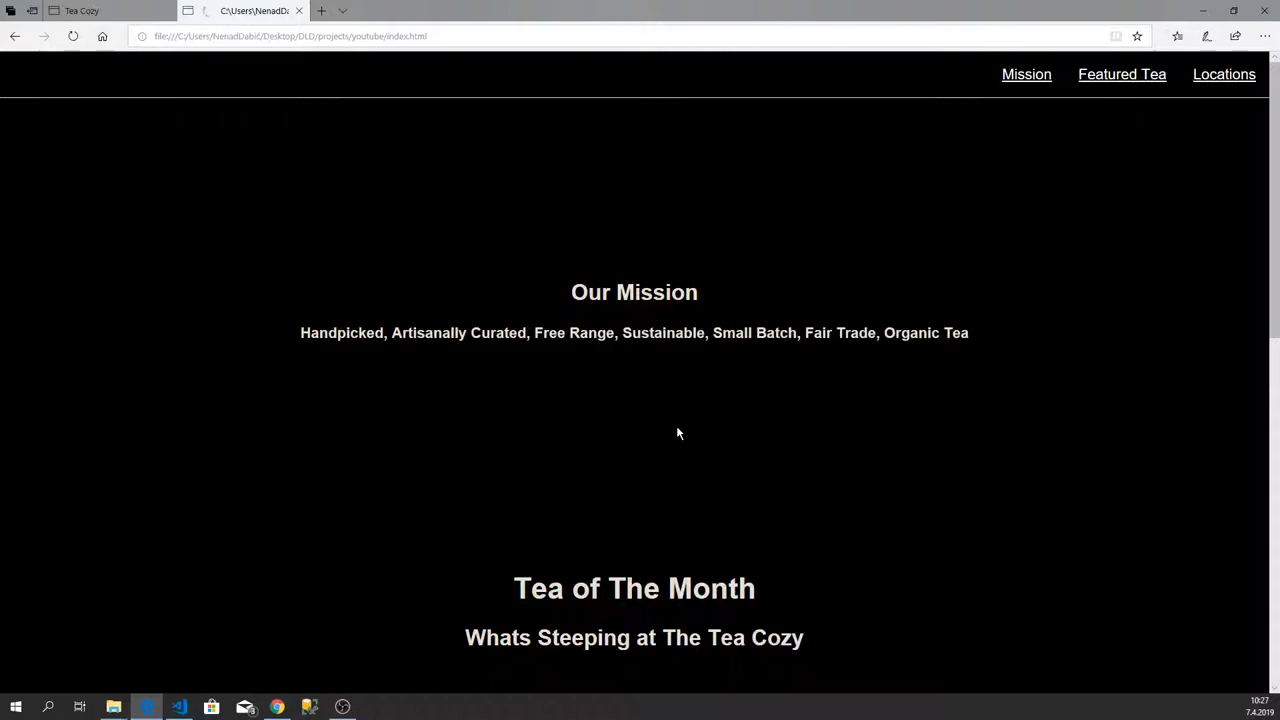 Tea Cozy
C:\Users\NenadDa
file:///C:/Users/NenadDabić/Desktop/DLD/projects/youtube/index.html
Mission
Featured Tea
Locations
Our Mission
Handpicked, Artisanally Curated, Free Range, Sustainable, Small Batch, Fair Trade, Organic Tea
Tea of The Month
Whats Steeping at The Tea Cozy
10:27
7.4.2019